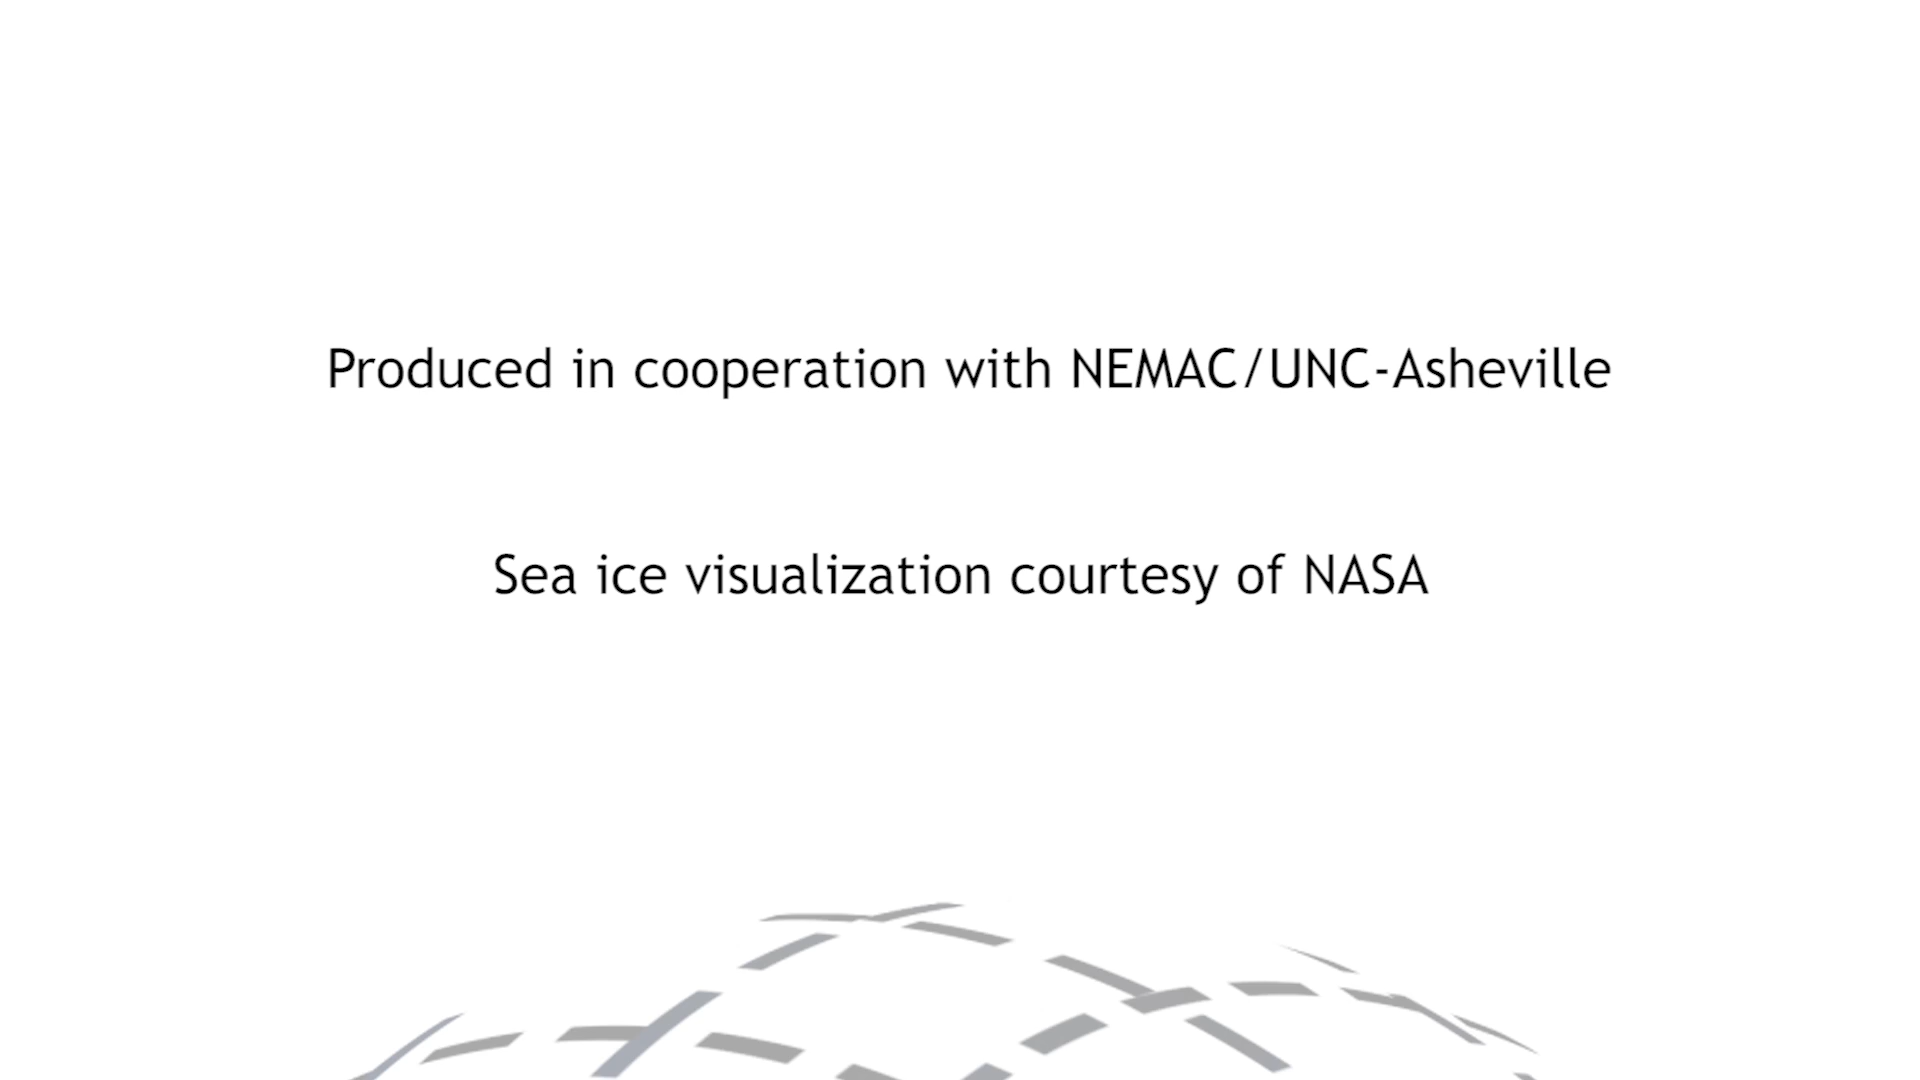 Produced in cooperation with NEMAC/UNC-Asheville
Sea ice visualization courtesy of NASA